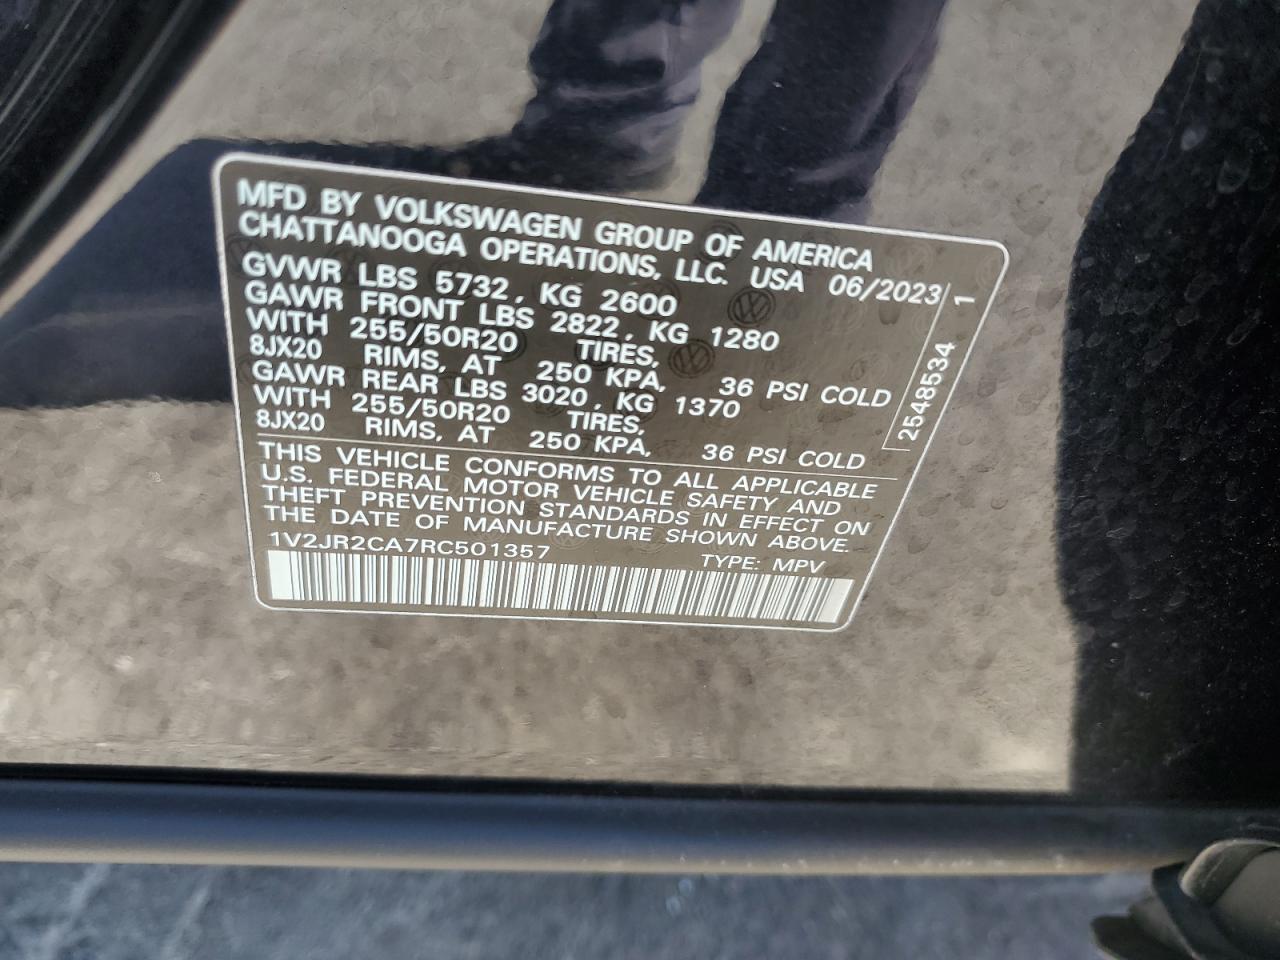 MFD BY VOLKSWAGEN GROUP OF AMERICA
CHATTANOOGA OPERATIONS, LLC. USA 06/2023
GVWR LBS 5732, KG 2600
GAWR FRONT LBS 2822, KG 1280
WITH 255/50R20 TIRES,
8JX20 RIMS, AT 250 KPA, 36 PSI COLD
GAWR REAR LBS 3020, KG 1370
WITH 255/50R20 TIRES,
8JX20 RIMS, AT 250 KPA, 36 PSI COLD
THIS VEHICLE CONFORMS TO ALL APPLICABLE
U.S. FEDERAL MOTOR VEHICLE SAFETY AND
THEFT PREVENTION STANDARDS IN EFFECT ON
THE DATE OF MANUFACTURE SHOWN ABOVE.
1V2JR2CA7RC501357 TYPE: MPV
2548534 1